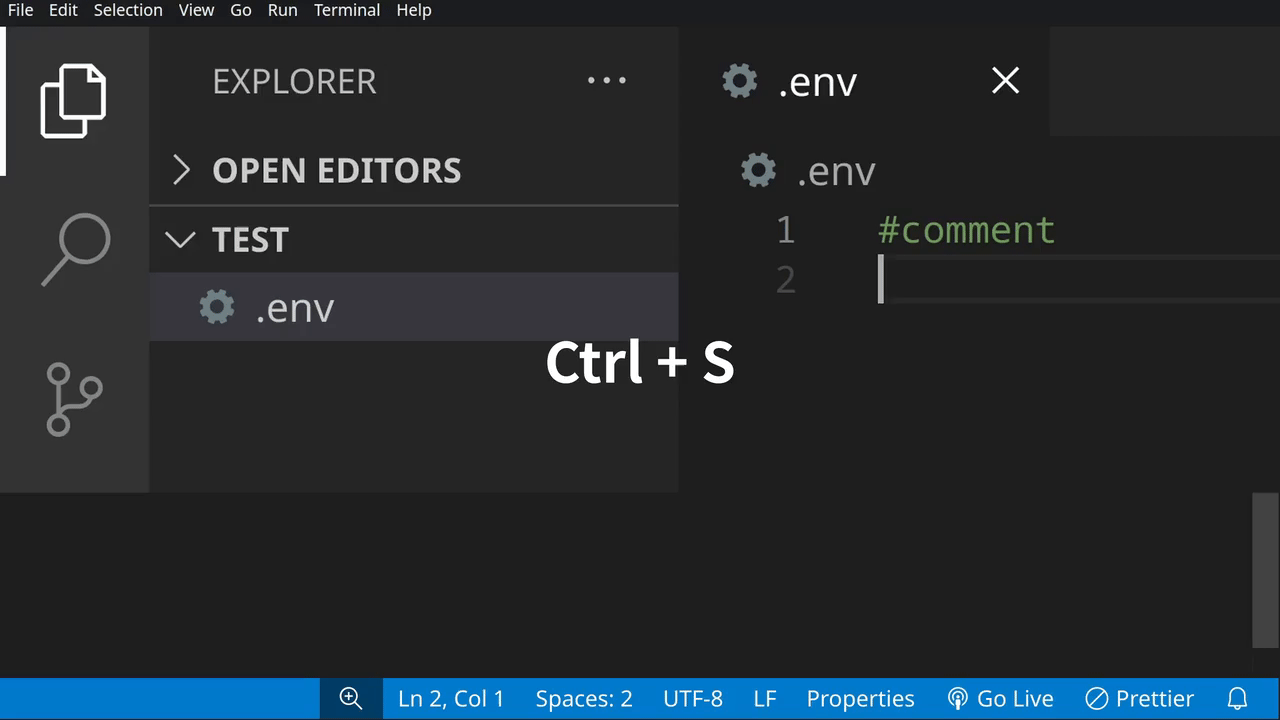 File Edit Selection View Go Run Terminal Help
EXPLORER ...
OPEN EDITORS
TEST
.env
.env
.env
1 #comment
2
Ctrl + S
Ln 2, Col 1 Spaces: 2 UTF-8 LF Properties Go Live Prettier